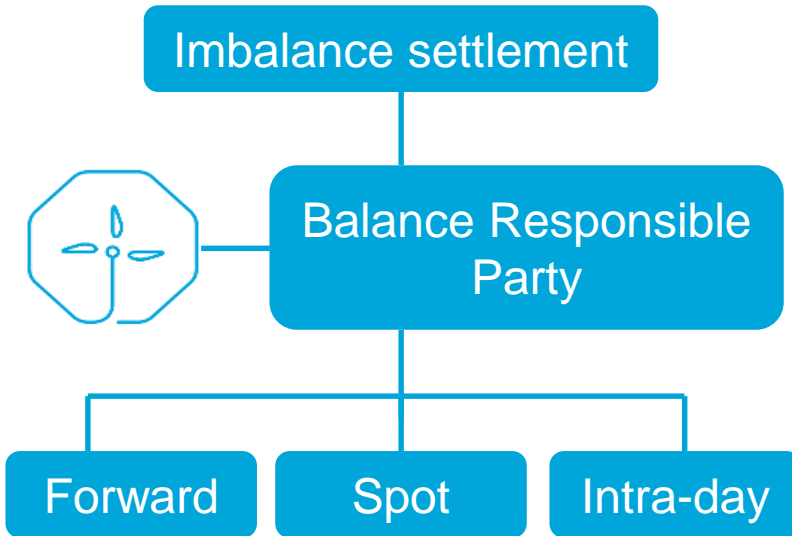 Imbalance settlement
Balance Responsible
Party
Forward
Spot
Intra-day